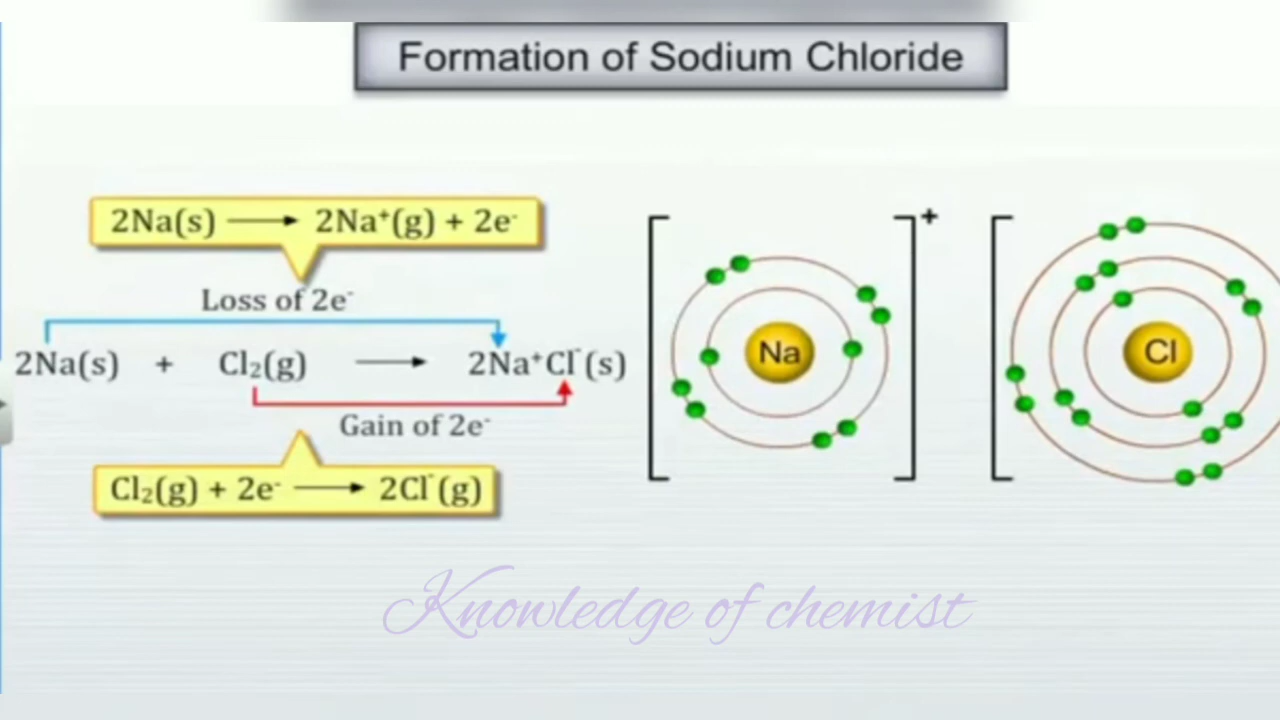 Formation of Sodium Chloride
2Na(s) ⟶ 2Na⁺(g) + 2e⁻
Loss of 2e⁻
2Na(s) + Cl₂(g) ⟶ 2Na⁺Cl⁻(s)
Gain of 2e⁻
Cl₂(g) + 2e⁻ ⟶ 2Cl⁻(g)
[Na]⁺
[Cl
Knowledge of chemist